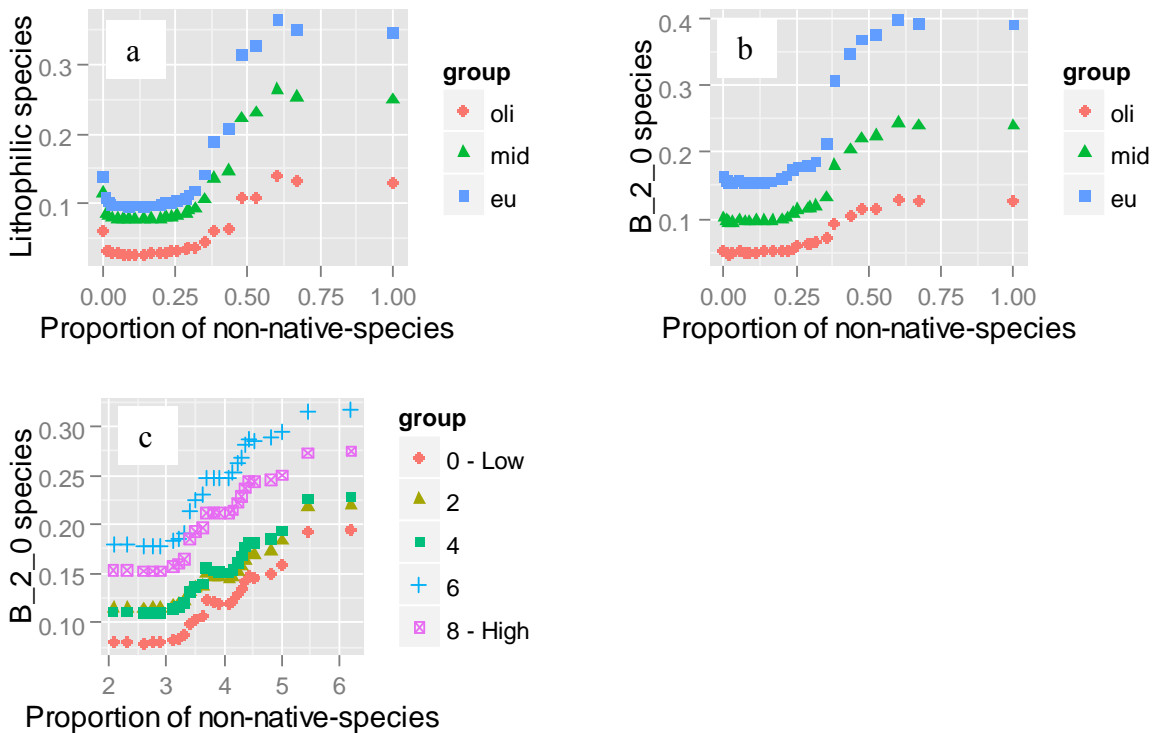 a
Lithophilic species
0.3
0.2
0.1
0.00 0.25 0.50 0.75 1.00
Proportion of non-native-species
group
oli
mid
eu
b
B_2_0 species
0.4
0.3
0.2
0.1
0.00 0.25 0.50 0.75 1.00
Proportion of non-native-species
group
oli
mid
eu
c
B_2_0 species
0.30
0.25
0.20
0.15
0.10
2 3 4 5 6
Proportion of non-native-species
group
0 - Low
2
4
6
8 - High